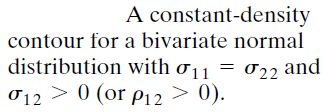 A constant-density
contour for a bivariate normal
distribution with σ₁₁ = σ₂₂ and
σ₁₂ > 0 (or ρ₁₂ > 0).